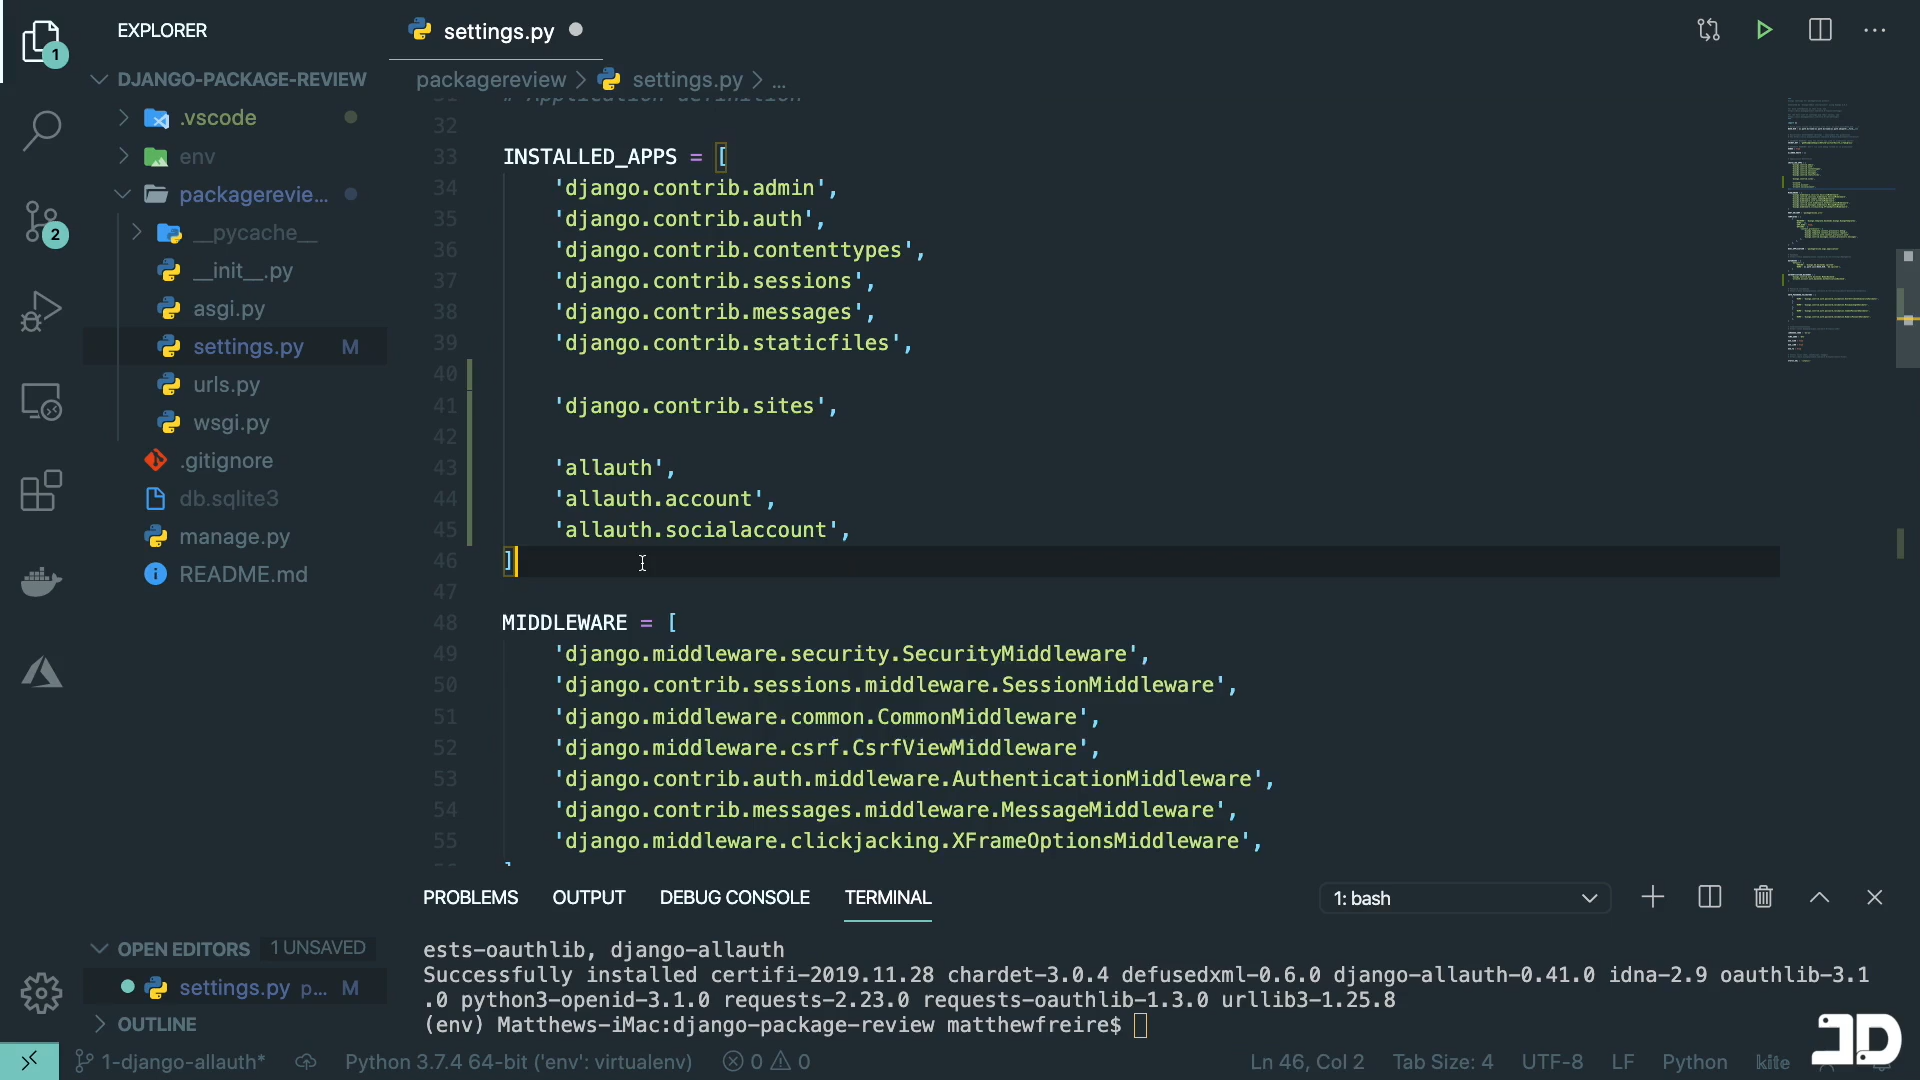 EXPLORER
settings.py
1
DJANGO-PACKAGE-REVIEW
packagereview > settings.py > ...
.vscode
# Application definition
32
env
33 INSTALLED_APPS = [
34 'django.contrib.admin',
packagerevie...
35 'django.contrib.auth',
2
__pycache__
36 'django.contrib.contenttypes',
__init__.py
37 'django.contrib.sessions',
asgi.py
38 'django.contrib.messages',
settings.py M
39 'django.contrib.staticfiles',
40
urls.py
41 'django.contrib.sites',
wsgi.py
42
.gitignore
43 'allauth',
db.sqlite3
44 'allauth.account',
manage.py
45 'allauth.socialaccount',
46 ]
README.md
47
48 MIDDLEWARE = [
49 'django.middleware.security.SecurityMiddleware',
50 'django.contrib.sessions.middleware.SessionMiddleware',
51 'django.middleware.common.CommonMiddleware',
52 'django.middleware.csrf.CsrfViewMiddleware',
53 'django.contrib.auth.middleware.AuthenticationMiddleware',
54 'django.contrib.messages.middleware.MessageMiddleware',
55 'django.middleware.clickjacking.XFrameOptionsMiddleware',
PROBLEMS OUTPUT DEBUG CONSOLE TERMINAL 1: bash
OPEN EDITORS 1 UNSAVED
settings.py p... M
OUTLINE
ests-oauthlib, django-allauth
Successfully installed certifi-2019.11.28 chardet-3.0.4 defusedxml-0.6.0 django-allauth-0.41.0 idna-2.9 oauthlib-3.1
.0 python3-openid-3.1.0 requests-2.23.0 requests-oauthlib-1.3.0 urllib3-1.25.8
(env) Matthews-iMac:django-package-review matthewfreire$
JD
1-django-allauth* Python 3.7.4 64-bit ('env': virtualenv) 0 0 Ln 46, Col 2 Tab Size: 4 UTF-8 LF Python kite